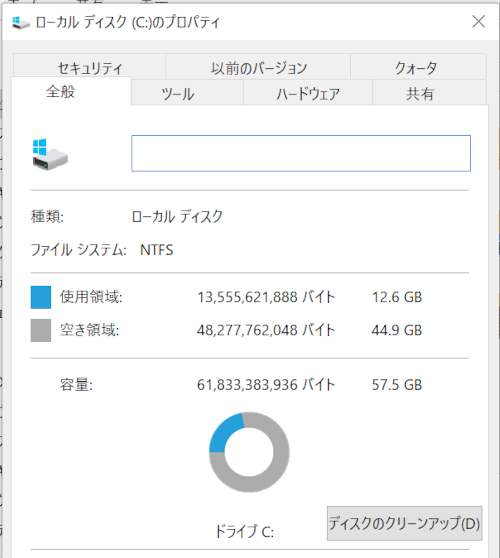 ローカル ディスク (C:)のプロパティ
セキュリティ 以前のバージョン クォータ
全般 ツール ハードウェア 共有
種類: ローカル ディスク
ファイル システム: NTFS
使用領域: 13,555,621,888 バイト 12.6 GB
空き領域: 48,277,762,048 バイト 44.9 GB
容量: 61,833,383,936 バイト 57.5 GB
ドライブ C:
ディスクのクリーンアップ(D)